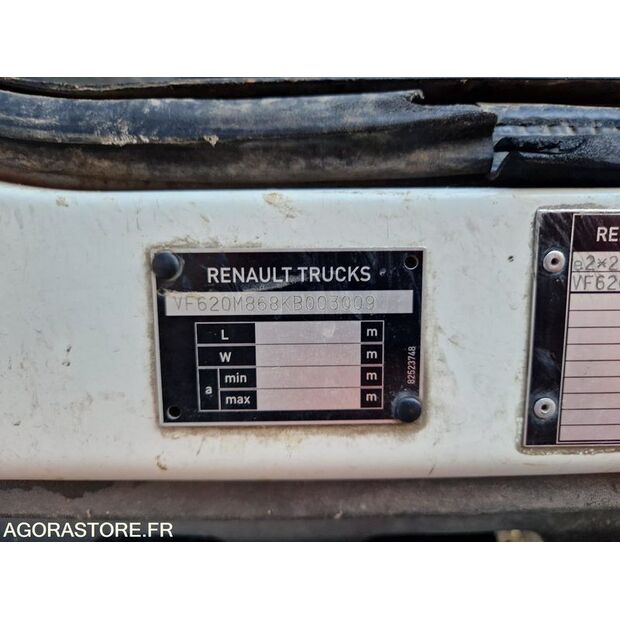 RENAULT TRUCKS
VF620M868KB003009
L m
W m
a min m
max m
82523748
RE
e2*2
VF62
AGORASTORE.FR